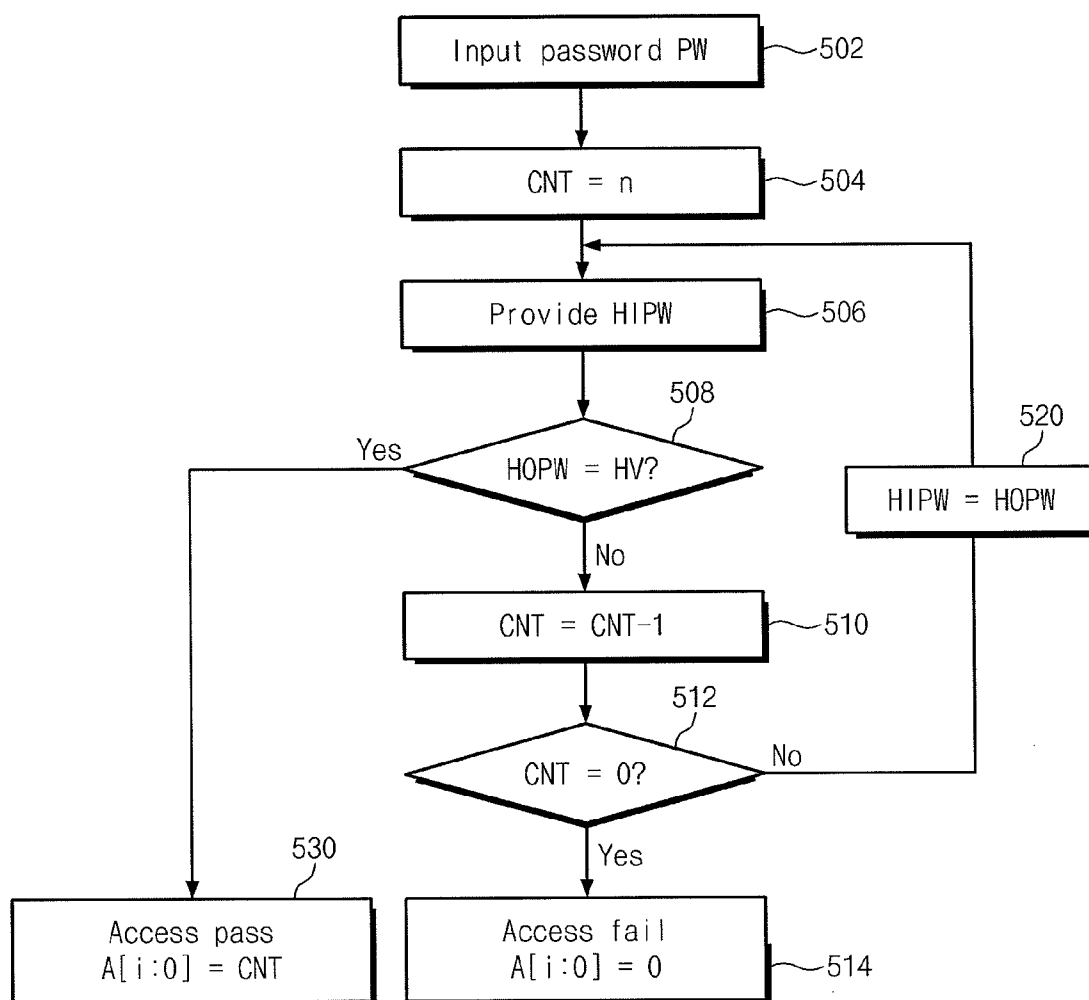 Input password PW
502
CNT = n
504
Provide HIPW
506
508
Yes
HOPW = HV?
520
HIPW = HOPW
No
CNT = CNT-1
510
512
CNT = 0?
No
Yes
530
Access pass
A[i:0] = CNT
Access fail
A[i:0] = 0
514